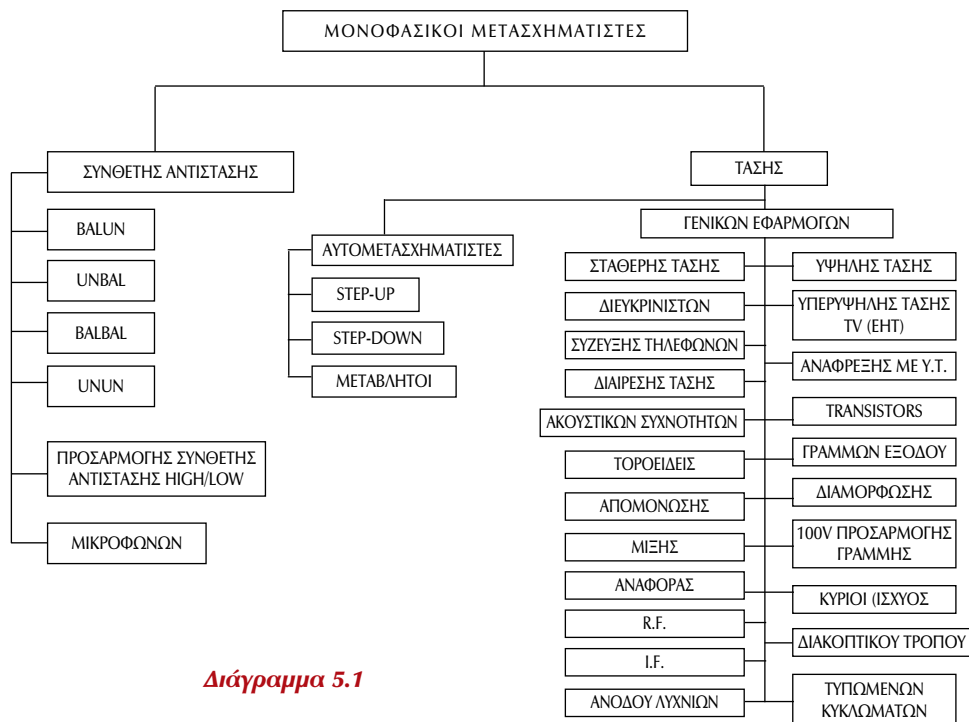 ΜΟΝΟΦΑΣΙΚΟΙ ΜΕΤΑΣΧΗΜΑΤΙΣΤΕΣ
ΣΥΝΘΕΤΗΣ ΑΝΤΙΣΤΑΣΗΣ
BALUN
UNBAL
BALBAL
UNUN
ΠΡΟΣΑΡΜΟΓΗΣ ΣΥΝΘΕΤΗΣ
ΑΝΤΙΣΤΑΣΗΣ HIGH/LOW
ΜΙΚΡΟΦΩΝΩΝ
ΤΑΣΗΣ
ΑΥΤΟΜΕΤΑΣΧΗΜΑΤΙΣΤΕΣ
STEP-UP
STEP-DOWN
ΜΕΤΑΒΛΗΤΟΙ
ΓΕΝΙΚΩΝ ΕΦΑΡΜΟΓΩΝ
ΣΤΑΘΕΡΗΣ ΤΑΣΗΣ
ΔΙΕΥΚΡΙΝΙΣΤΩΝ
ΣΥΖΕΥΞΗΣ ΤΗΛΕΦΩΝΩΝ
ΔΙΑΙΡΕΣΗΣ ΤΑΣΗΣ
ΑΚΟΥΣΤΙΚΩΝ ΣΥΧΝΟΤΗΤΩΝ
ΤΟΡΟΕΙΔΕΙΣ
ΑΠΟΜΟΝΩΣΗΣ
ΜΙΞΗΣ
ΑΝΑΦΟΡΑΣ
R.F.
I.F.
ΑΝΟΔΟΥ ΛΥΧΝΙΩΝ
ΥΨΗΛΗΣ ΤΑΣΗΣ
ΥΠΕΡΥΨΗΛΗΣ ΤΑΣΗΣ
TV (EHT)
ΑΝΑΦΡΕΞΗΣ ΜΕ Υ.Τ.
TRANSISTORS
ΓΡΑΜΜΩΝ ΕΞΟΔΟΥ
ΔΙΑΜΟΡΦΩΣΗΣ
100V ΠΡΟΣΑΡΜΟΓΗΣ
ΓΡΑΜΜΗΣ
ΚΥΡΙΟΙ (ΙΣΧΥΟΣ
ΔΙΑΚΟΠΤΙΚΟΥ ΤΡΟΠΟΥ
ΤΥΠΩΜΕΝΩΝ
ΚΥΚΛΩΜΑΤΩΝ
Διάγραμμα 5.1